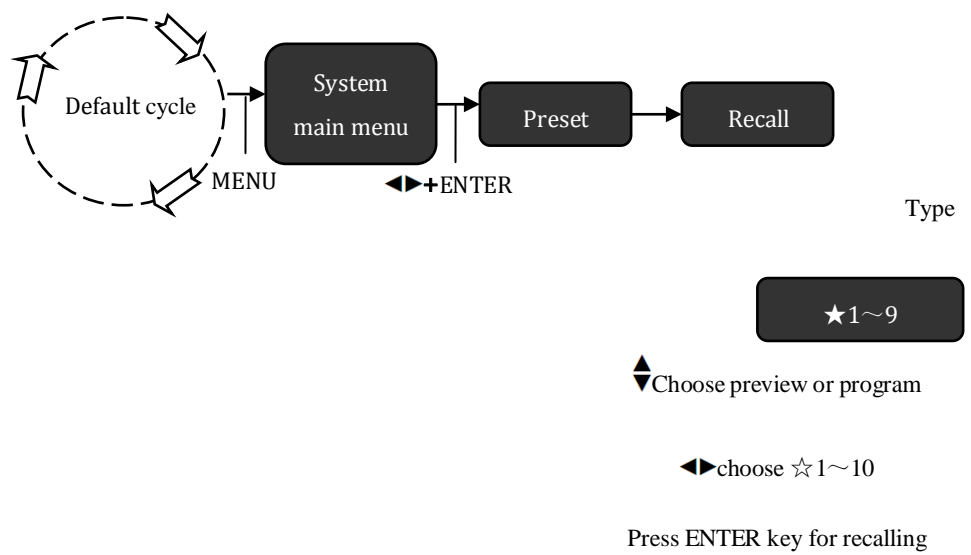 Default cycle
System
main menu
Preset
Recall
MENU
◀▶+ENTER
Type
★1～9
▲▼Choose preview or program
◀▶choose ☆1～10
Press ENTER key for recalling